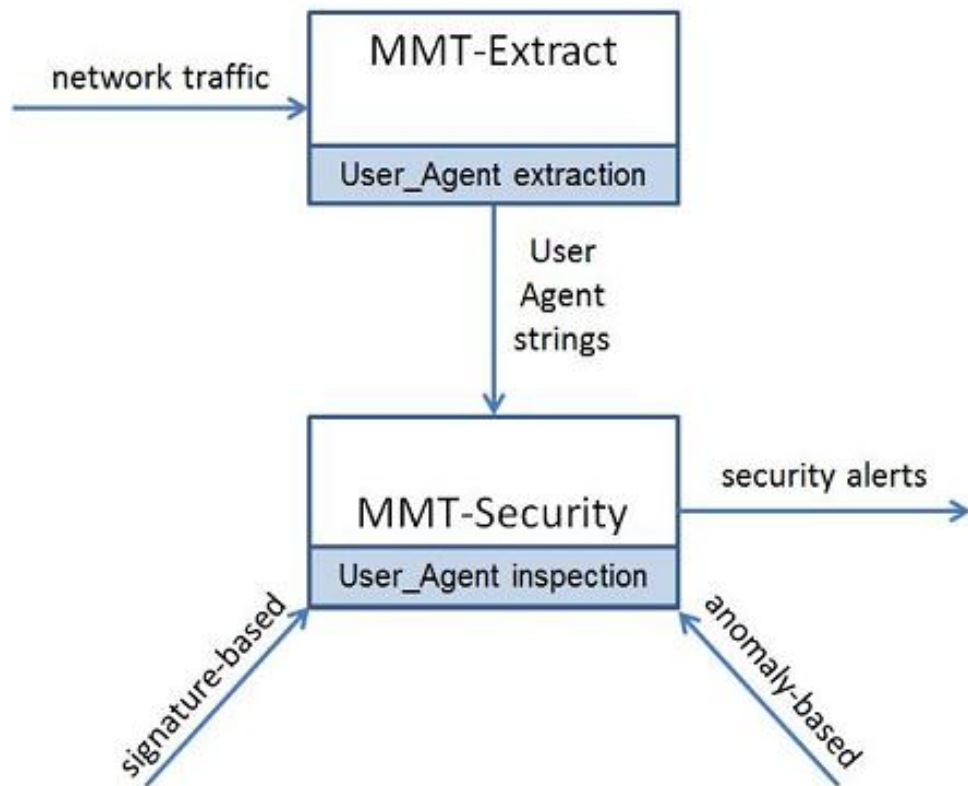 MMT-Extract
network traffic
User_Agent extraction
User
Agent
strings
security alerts
MMT-Security
User_Agent inspection
signature-based
anomaly-based